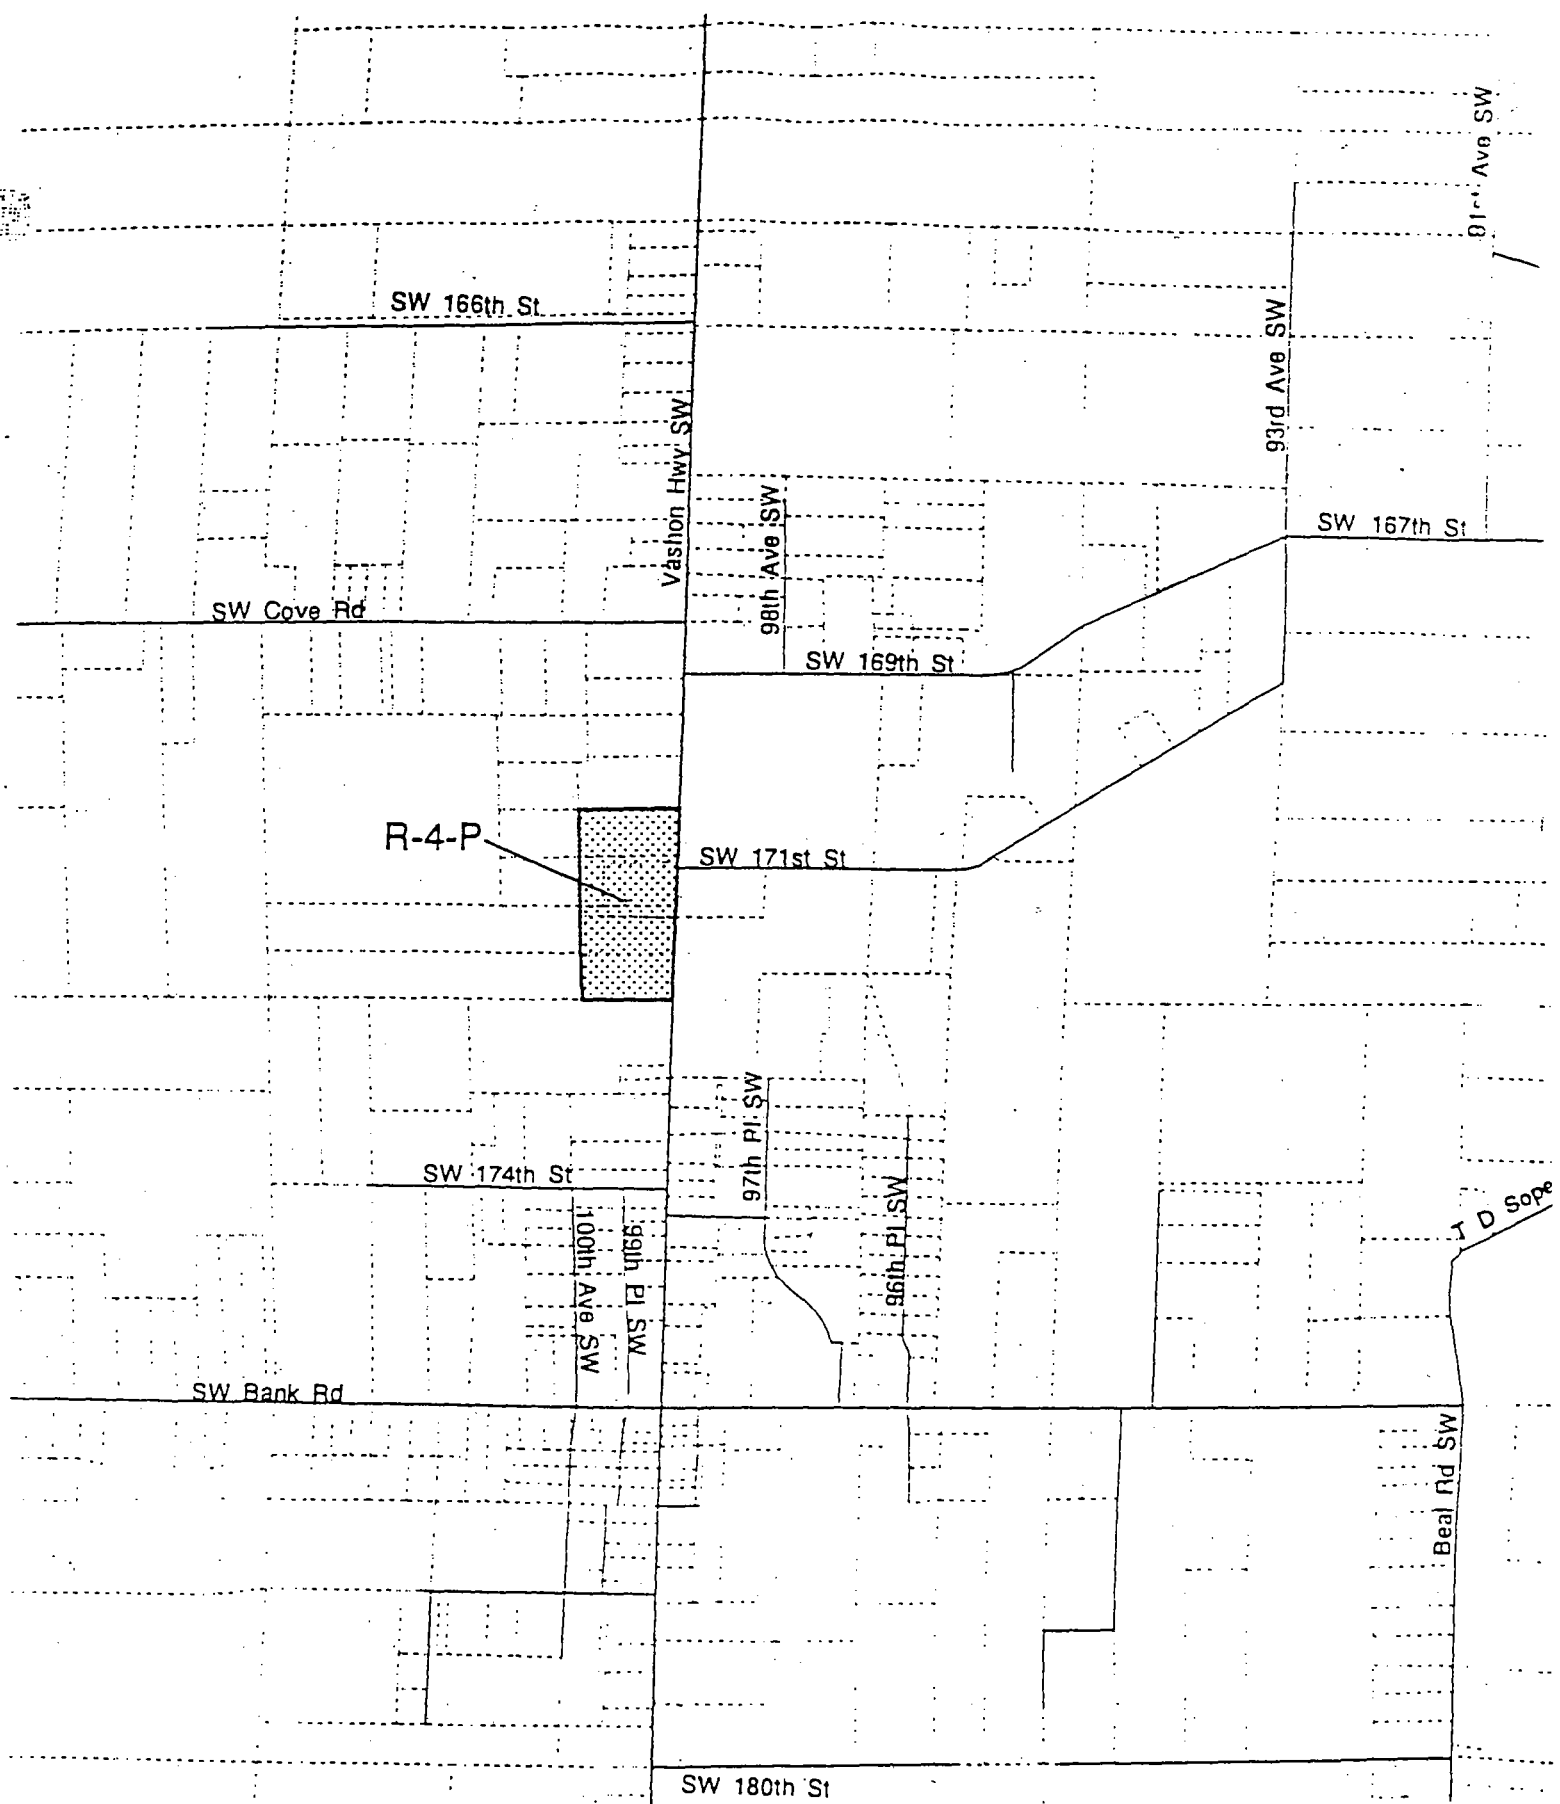 Ave SW
SW 166th St
93rd Ave SW
Vashon Hwy SW
98th Ave SW
SW 167th St
SW Cove Rd
SW 169th St
R-4-P
SW 171st St
97th Pl SW
SW 174th St
96th Pl SW
100th Ave SW
99th Pl SW
T D Sope
SW Bank Rd
Beal Rd SW
SW 180th St